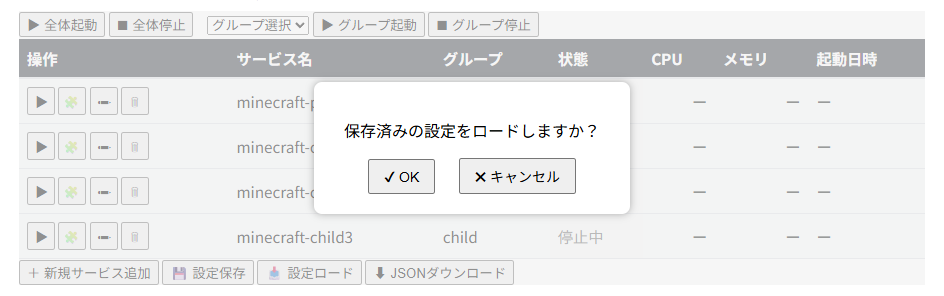 ▶ 全体起動 ■ 全体停止 グループ選択 ▶ グループ起動 ■ グループ停止
操作 サービス名 グループ 状態 CPU メモリ 起動日時
minecraft-p — — —
保存済みの設定をロードしますか？
minecraft- — — —
✓ OK ✕ キャンセル
minecraft- — — —
minecraft-child3 child 停止中 — — —
＋ 新規サービス追加 設定保存 設定ロード ⬇ JSONダウンロード